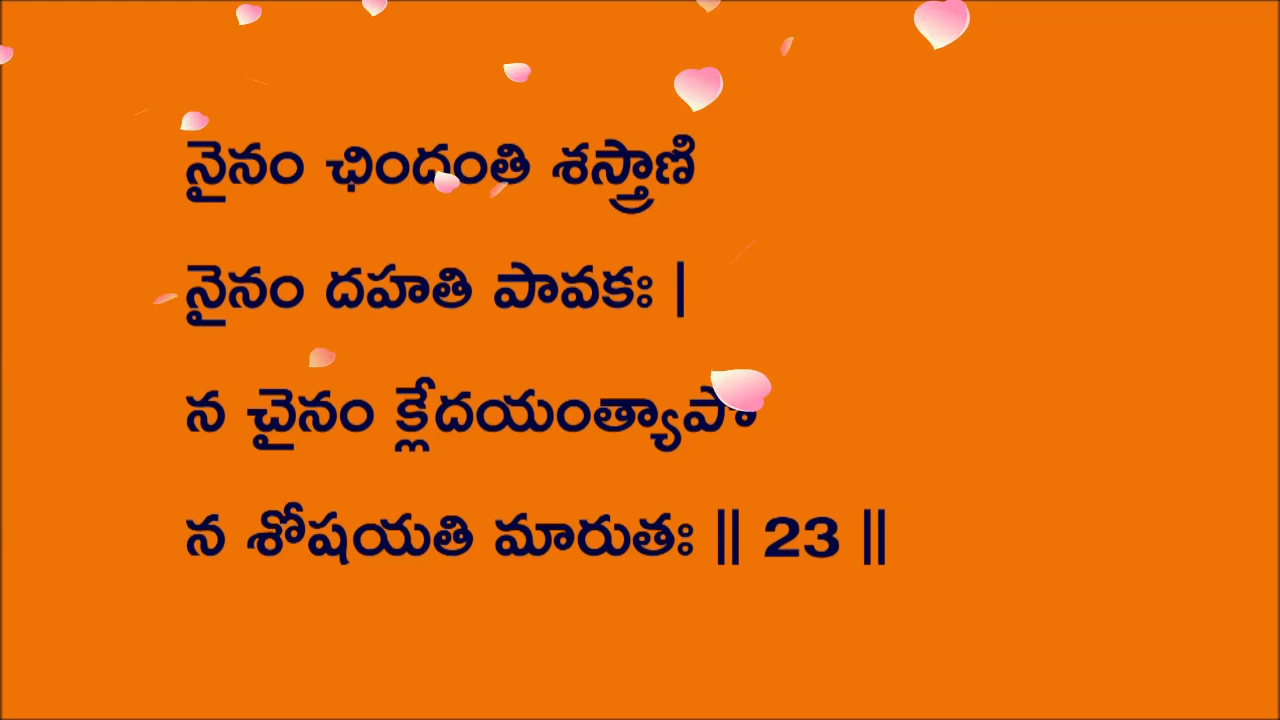 నైనం ఛిందంతి శస్త్రాణి
నైనం దహతి పావకః |
న చైనం క్లేదయంత్యాపా
న శోషయతి మారుతః || 23 ||